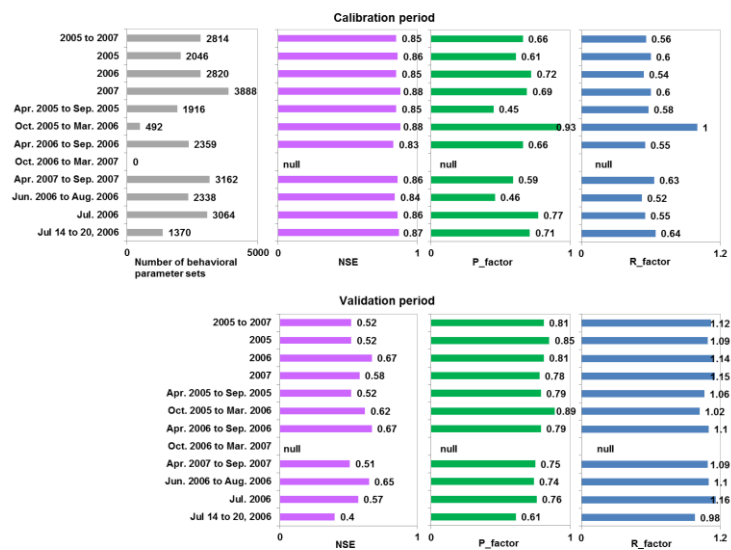 Calibration period
2005 to 2007 2814 0.85 0.66 0.56
2005 2046 0.86 0.61 0.6
2006 2820 0.85 0.72 0.54
2007 3888 0.88 0.69 0.6
Apr. 2005 to Sep. 2005 1916 0.85 0.45 0.58
Oct. 2005 to Mar. 2006 492 0.88 0.93 1
Apr. 2006 to Sep. 2006 2359 0.83 0.66 0.55
Oct. 2006 to Mar. 2007 0 null null null
Apr. 2007 to Sep. 2007 3162 0.86 0.59 0.63
Jun. 2006 to Aug. 2006 2338 0.84 0.46 0.52
Jul. 2006 3064 0.86 0.77 0.55
Jul 14 to 20, 2006 1370 0.87 0.71 0.64
0 5000 0 1 0 1 0 1.2
Number of behavioral parameter sets NSE P_factor R_factor
Validation period
2005 to 2007 0.52 0.81 1.12
2005 0.52 0.85 1.09
2006 0.67 0.81 1.14
2007 0.58 0.78 1.15
Apr. 2005 to Sep. 2005 0.52 0.79 1.06
Oct. 2005 to Mar. 2006 0.62 0.89 1.02
Apr. 2006 to Sep. 2006 0.67 0.79 1.1
Oct. 2006 to Mar. 2007 null null null
Apr. 2007 to Sep. 2007 0.51 0.75 1.09
Jun. 2006 to Aug. 2006 0.65 0.74 1.1
Jul. 2006 0.57 0.76 1.16
Jul 14 to 20, 2006 0.4 0.61 0.98
0 1 0 1 0 1.2
NSE P_factor R_factor